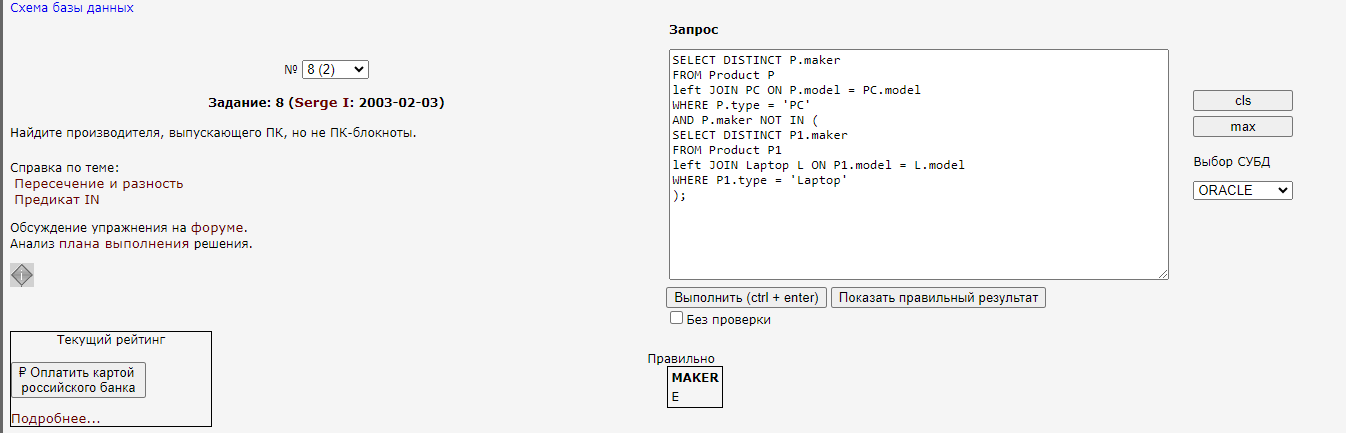 Схема базы данных
№ 8 (2)
Задание: 8 (Serge I: 2003-02-03)
Найдите производителя, выпускающего ПК, но не ПК-блокноты.
Справка по теме:
Пересечение и разность
Предикат IN
Обсуждение упражнения на форуме.
Анализ плана выполнения решения.
Текущий рейтинг
₽ Оплатить картой
российского банка
Подробнее...
Запрос
SELECT DISTINCT P.maker
FROM Product P
left JOIN PC ON P.model = PC.model
WHERE P.type = 'PC'
AND P.maker NOT IN (
SELECT DISTINCT P1.maker
FROM Product P1
left JOIN Laptop L ON P1.model = L.model
WHERE P1.type = 'Laptop'
);
Выполнить (ctrl + enter) Показать правильный результат
Без проверки
Правильно
MAKER
E
cls
max
Выбор СУБД
ORACLE